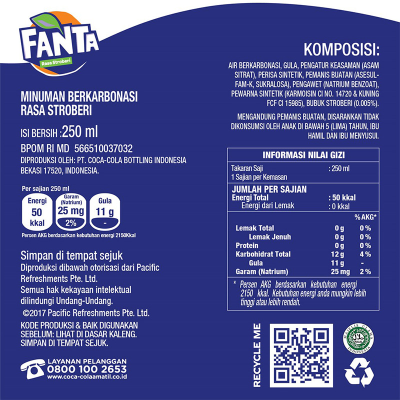 FANTA
Rasa Stroberi
MINUMAN BERKARBONASI
RASA STROBERI
ISI BERSIH :250 ml
BPOM RI MD 566510037032
DIPRODUKSI OLEH: PT. COCA-COLA BOTTLING INDONESIA
BEKASI 17520, INDONESIA.
Per sajian 250 ml
Energi
50
kkal
Garam (Natrium)
25 mg
2%
Gula
11 g
-
Persen AKG berdasarkan kebutuhan energi 2150Kkal
Simpan di tempat sejuk
Diproduksi dibawah otorisasi dari Pacific
Refreshments Pte. Ltd.
Semua hak kekayaan intelektual
dilindungi Undang-Undang.
©2017 Pacific Refreshments Pte. Ltd.
KODE PRODUKSI & BAIK DIGUNAKAN
SEBELUM: LIHAT DI DASAR KALENG.
SIMPAN DI TEMPAT SEJUK.
LAYANAN PELANGGAN
0800 100 2653
www.coca-colaamatil.co.id
KOMPOSISI:
AIR BERKARBONASI, GULA, PENGATUR KEASAMAN (ASAM
SITRAT), PERISA SINTETIK, PEMANIS BUATAN (ASESUL-
FAM-K, SUKRALOSA), PENGAWET (NATRIUM BENZOAT),
PEWARNA SINTETIK (KARMOISIN CI NO. 14720 & KUNING
FCF CI 15985), BUBUK STROBERI (0.005%).
MENGANDUNG PEMANIS BUATAN, DISARANKAN TIDAK
DIKONSUMSI OLEH ANAK DI BAWAH 5 (LIMA) TAHUN, IBU
HAMIL DAN IBU MENYUSUI
INFORMASI NILAI GIZI
Takaran Saji : 250 ml
1 Sajian per Kemasan
JUMLAH PER SAJIAN
Energi Total : 50 kkal
Energi dari Lemak : 0 kkal
% AKG*
Lemak Total 0 g 0 %
Lemak Jenuh 0 g 0 %
Protein 0 g 0 %
Karbohidrat Total 12 g 4 %
Gula 11 g
Garam (Natrium) 25 mg 2 %
* Persen AKG berdasarkan kebutuhan energi
2150 kkal. Kebutuhan energi anda mungkin lebih
tinggi atau lebih rendah.
RECYCLE ME